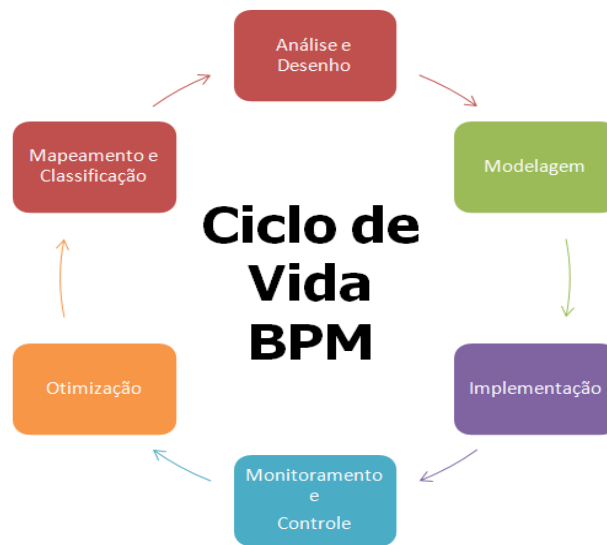 Análise e
Desenho
Mapeamento e
Classificação
Modelagem
Ciclo de
Vida
BPM
Otimização
Implementação
Monitoramento
e
Controle